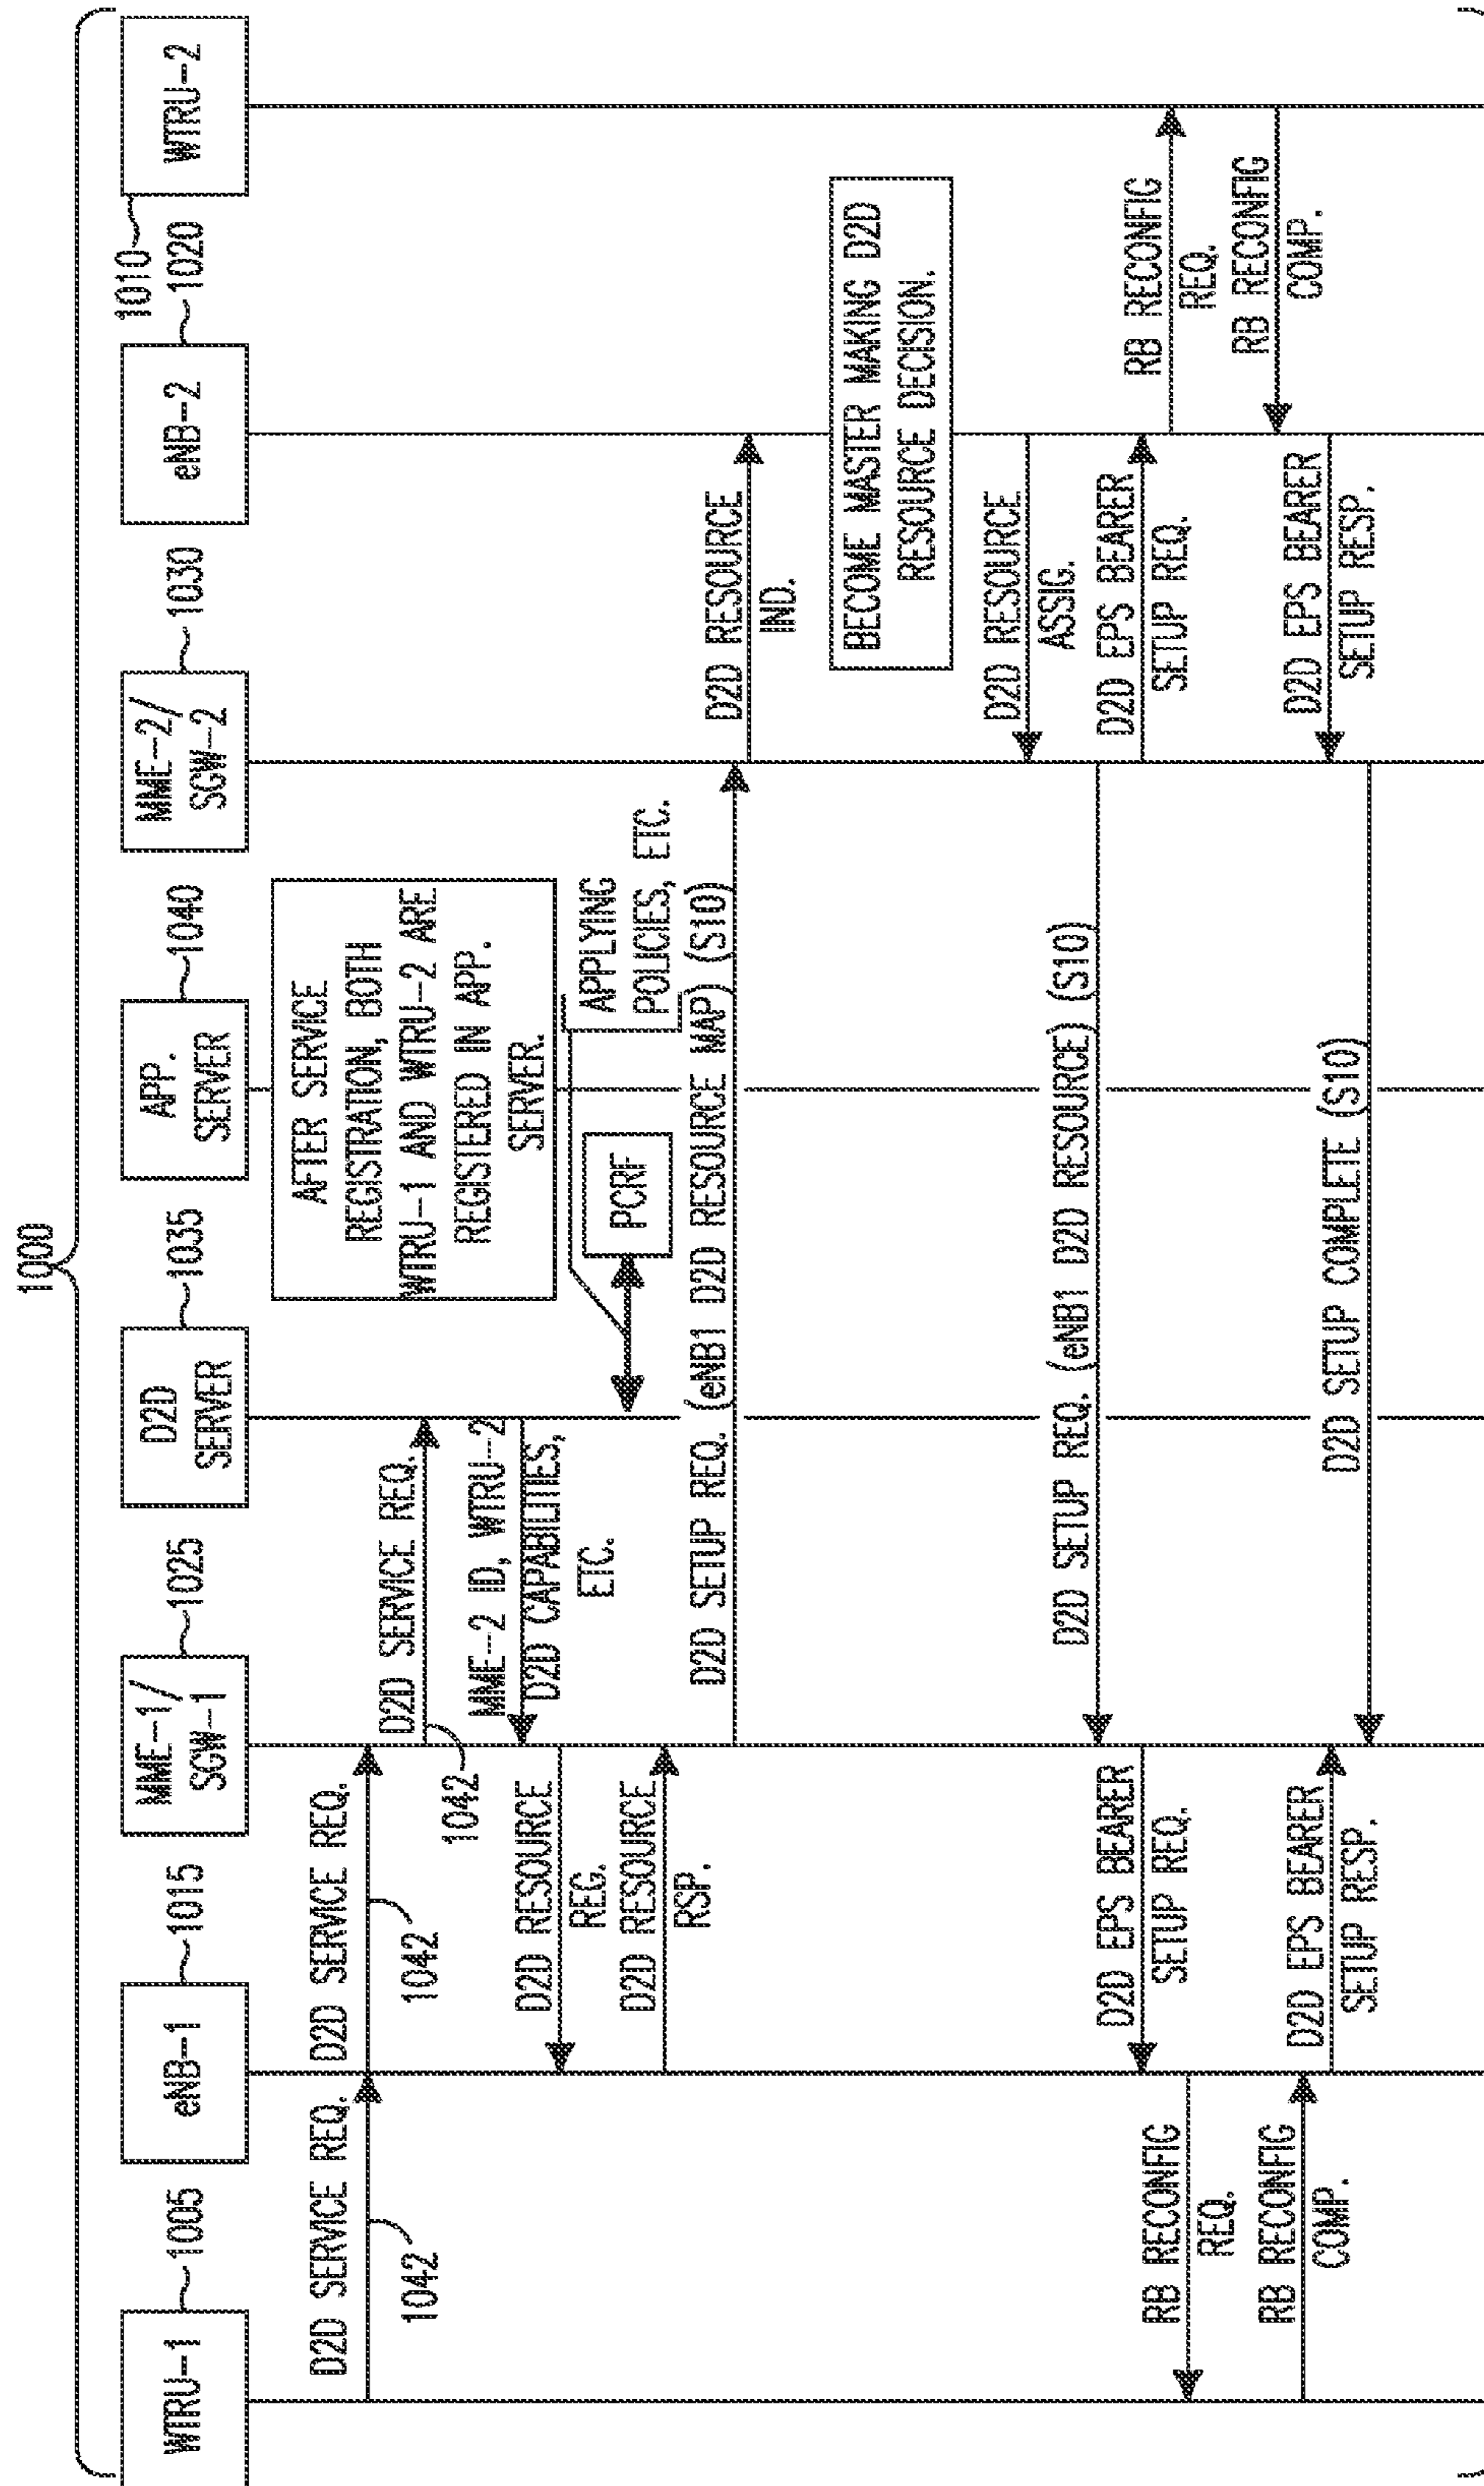 1000
WTRU-1
1005
eNB-1
1015
MME-1/
SGW-1
1025
D2D
SERVER
1035
APP.
SERVER
1040
MME-2/
SGW-2
1030
eNB-2
1020
WTRU-2
1010
AFTER SERVICE
REGISTRATION, BOTH
WTRU-1 AND WTRU-2 ARE
REGISTERED IN APP.
SERVER.
D2D SERVICE REQ.
1042
D2D SERVICE REQ.
1042
D2D SERVICE REQ.
1042
MME-2 ID, WTRU-2
D2D CAPABILITIES,
ETC.
D2D RESOURCE
REG.
PCRF
APPLYING
POLICIES, ETC.
D2D RESOURCE
RSP.
D2D SETUP REQ. (eNB1 D2D RESOURCE MAP) (S10)
D2D RESOURCE
IND.
BECOME MASTER MAKING D2D
RESOURCE DECISION.
D2D RESOURCE
ASSIG.
D2D SETUP REQ. (eNB1 D2D RESOURCE) (S10)
D2D EPS BEARER
SETUP REQ.
D2D EPS BEARER
SETUP REQ.
RB RECONFIG
REQ.
RB RECONFIG
REQ.
RB RECONFIG
COMP.
RB RECONFIG
COMP.
D2D EPS BEARER
SETUP RESP.
D2D EPS BEARER
SETUP RESP.
D2D SETUP COMPLETE (S10)